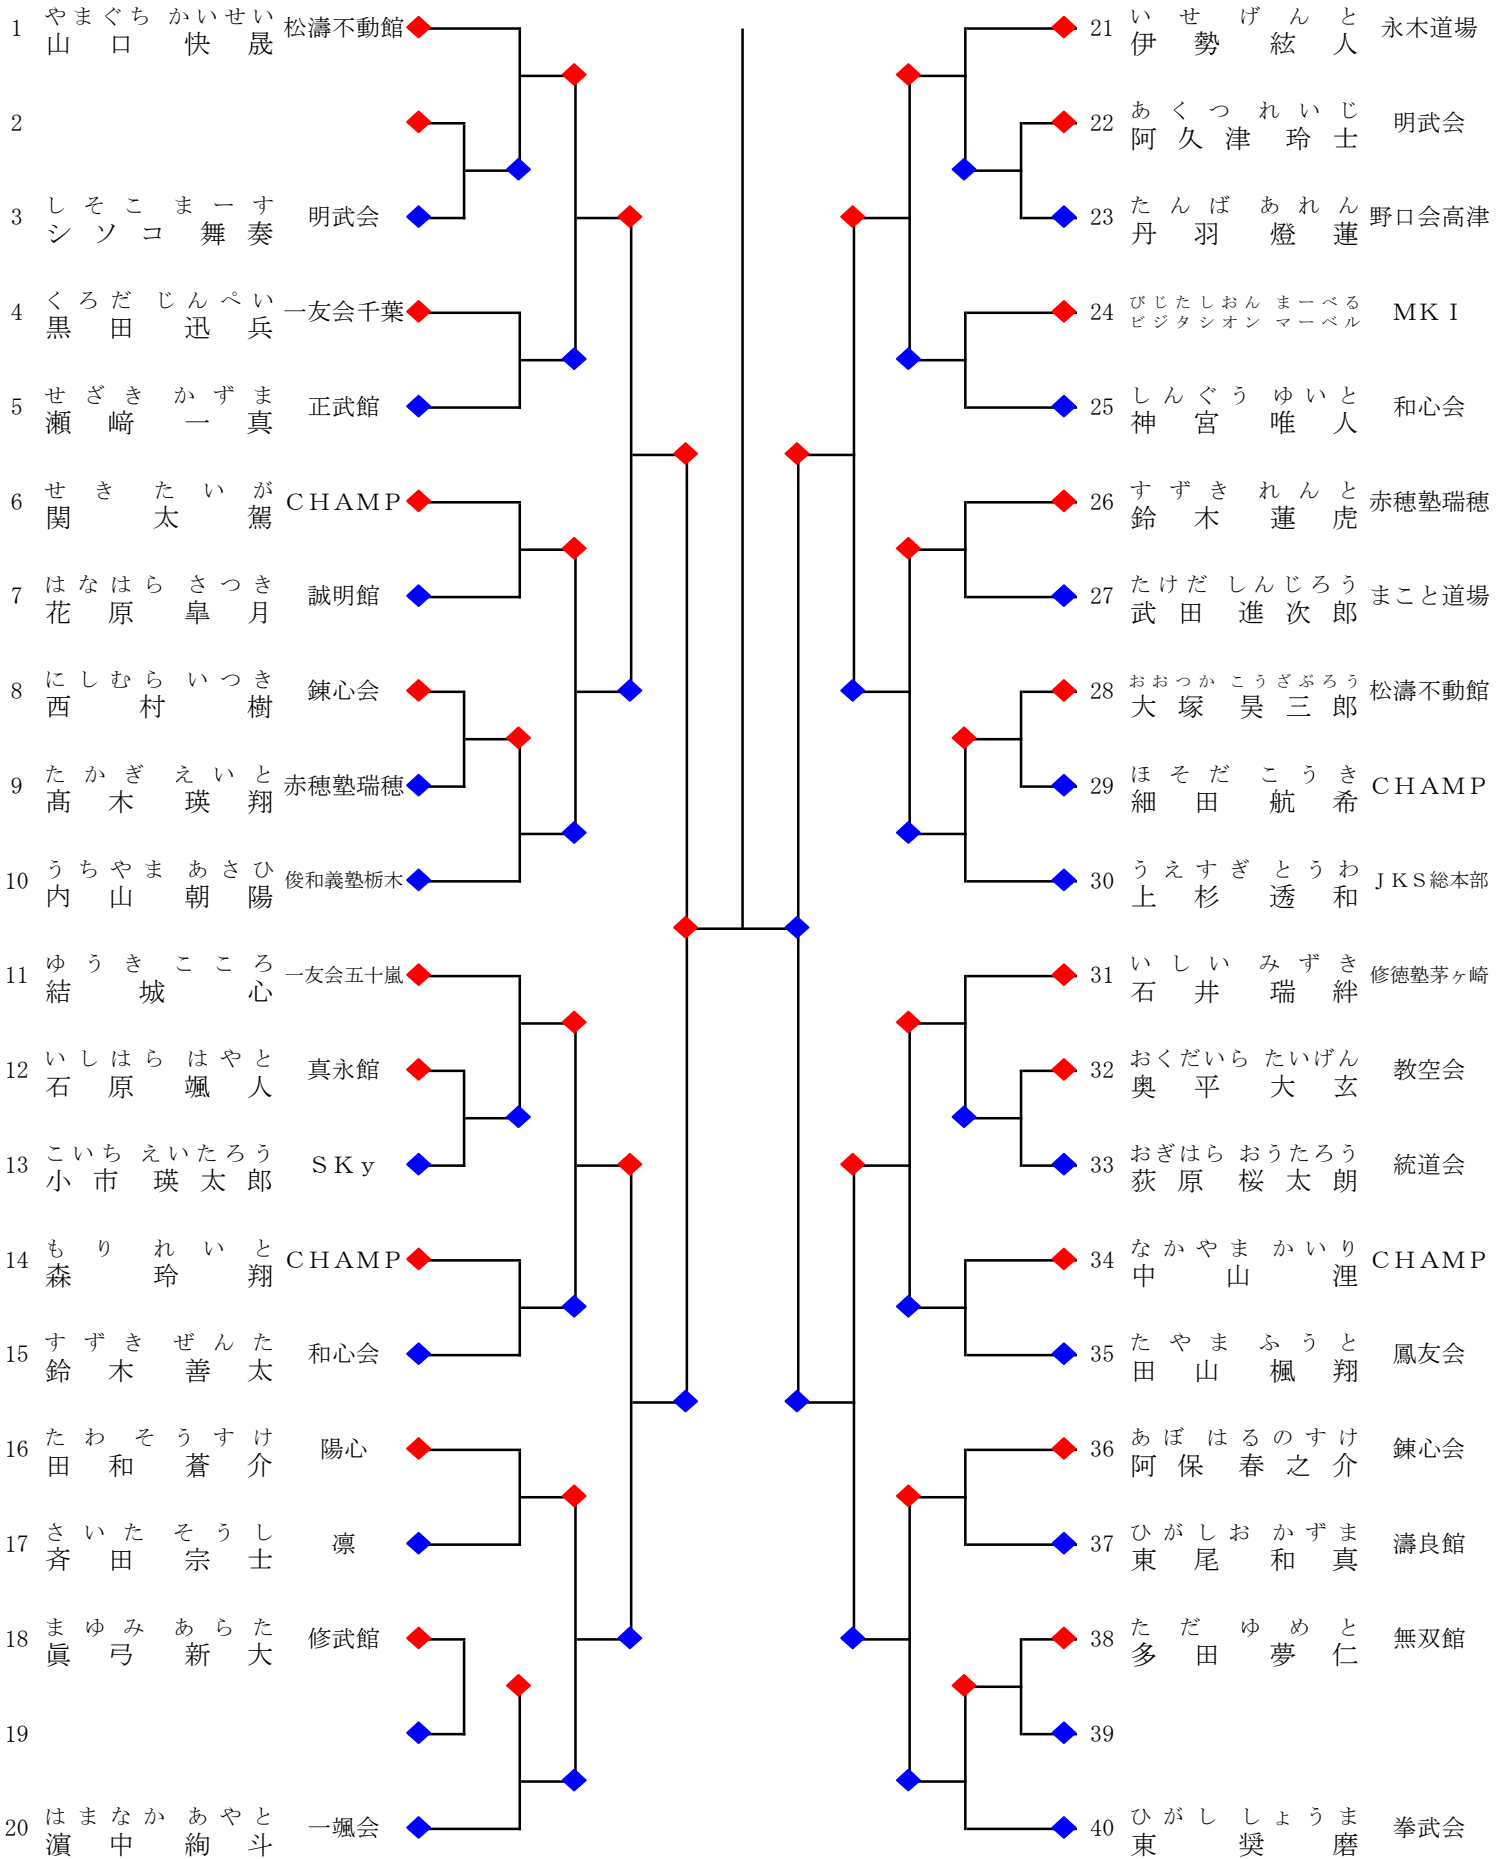 1 やまぐち かいせい
山口 快晟 松濤不動館
2
3 しそこ まーす
シソコ 舞奏 明武会
4 くろだ じんぺい
黒田 迅兵 一友会千葉
5 せざき かずま
瀬﨑 一真 正武館
6 せき たいが
関 太駕 CHAMP
7 はなはら さつき
花原 皐月 誠明館
8 にしむら いつき
西村 樹 錬心会
9 たかぎ えいと
髙木 瑛翔 赤穂塾瑞穂
10 うちやま あさひ
内山 朝陽 俊和義塾栃木
11 ゆうき こころ
結城 心 一友会五十嵐
12 いしはら はやと
石原 颯人 真永館
13 こいち えいたろう
小市 瑛太郎 SKy
14 もり れいと
森 玲翔 CHAMP
15 すずき ぜんた
鈴木 善太 和心会
16 たわ そうすけ
田和 蒼介 陽心
17 さいた そうし
斉田 宗士 凛
18 まゆみ あらた
眞弓 新大 修武館
19
20 はまなか あやと
濵中 絢斗 一颯会
21 いせ げんと
伊勢 絃人 永木道場
22 あくつ れいじ
阿久津 玲士 明武会
23 たんば あれん
丹羽 燈蓮 野口会高津
24 びじたしおん まーべる
ビジタシオン マーベル MKI
25 しんぐう ゆいと
神宮 唯人 和心会
26 すずき れんと
鈴木 蓮虎 赤穂塾瑞穂
27 たけだ しんじろう
武田 進次郎 まこと道場
28 おおつか こうざぶろう
大塚 昊三郎 松濤不動館
29 ほそだ こうき
細田 航希 CHAMP
30 うえすぎ とうわ
上杉 透和 JKS総本部
31 いしい みずき
石井 瑞絆 修徳塾茅ヶ崎
32 おくだいら たいげん
奥平 大玄 教空会
33 おぎはら おうたろう
荻原 桜太朗 統道会
34 なかやま かいり
中山 浬 CHAMP
35 たやま ふうと
田山 楓翔 鳳友会
36 あぼ はるのすけ
阿保 春之介 錬心会
37 ひがしお かずま
東尾 和真 濤良館
38 ただ ゆめと
多田 夢仁 無双館
39
40 ひがし しょうま
東 奨磨 拳武会